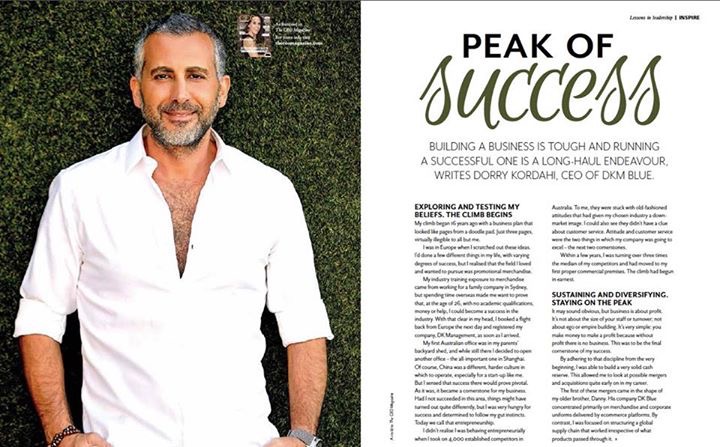 As featured in
The CEO Magazine
For more info visit
theceomagazine.com
Lessons in leadership | INSPIRE
PEAK OF
success
BUILDING A BUSINESS IS TOUGH AND RUNNING
A SUCCESSFUL ONE IS A LONG-HAUL ENDEAVOUR,
WRITES DORRY KORDAHI, CEO OF DKM BLUE.
EXPLORING AND TESTING MY
BELIEFS. THE CLIMB BEGINS
My climb began 16 years ago with a business plan that
looked like pages from a doodle pad. Just three pages,
virtually illegible to all but me.
I was in Europe when I scratched out these ideas.
I'd done a few different things in my life, with varying
degrees of success, but I realised that the field I loved
and wanted to pursue was promotional merchandise.
My industry training exposure to merchandise
came from working for a family company in Sydney,
but spending time overseas made me want to prove
that, at the age of 26, with no academic qualifications,
money or help, I could become a success in the
industry. With that clear in my head, I booked a flight
back from Europe the next day and registered my
company, DK Management, as soon as I arrived.
My first Australian office was in my parents'
backyard shed, and while still there I decided to open
another office – the all important one in Shanghai.
Of course, China was a different, harder culture in
which to operate, especially for a start-up like me.
But I sensed that success there would prove pivotal.
As it was, it became a cornerstone for my business.
Had I not succeeded in this area, things might have
turned out quite differently, but I was very hungry for
success and determined to follow my gut instincts.
Today we call that entrepreneurship.
I didn't realise I was behaving entrepreneurially
when I took on 4,000 established competitors in
Australia. To me, they were stuck with old-fashioned
attitudes that had given my chosen industry a down-
market image. I could also see they didn't have a clue
about customer service. Attitude and customer service
were the two things in which my company was going to
excel – the next two cornerstones.
Within a few years, I was turning over three times
the median of my competitors and had moved to my
first proper commercial premises. The climb had begun
in earnest.
SUSTAINING AND DIVERSIFYING.
STAYING ON THE PEAK
It may sound obvious, but business is about profit.
It's not about the size of your staff or turnover; not
about ego or empire building. It's very simple: you
make money to make a profit because without
profit there is no business. This was to be the final
cornerstone of my success.
By adhering to that discipline from the very
beginning, I was able to build a very solid cash
reserve. This allowed me to look at possible mergers
and acquisitions quite early on in my career.
The first of these mergers came in the shape of
my older brother, Danny. His company DK Blue
concentrated primarily on merchandise and corporate
uniforms delivered by ecommerce platforms. By
contrast, I was focused on structuring a global
supply chain that worked irrespective of what
products passed through it. »
As seen in: The CEO Magazine